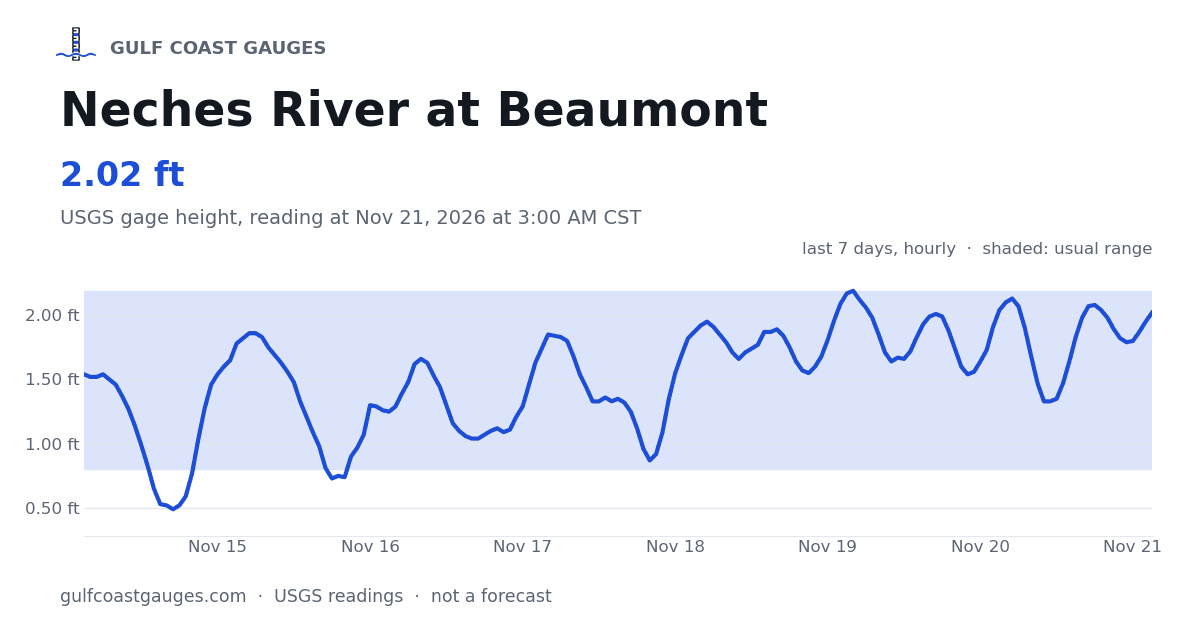 GULF COAST GAUGES
Neches River at Beaumont
2.02 ft
USGS gage height, reading at Nov 21, 2026 at 3:00 AM CST
last 7 days, hourly · shaded: usual range
2.00 ft
1.50 ft
1.00 ft
0.50 ft
Nov 15 Nov 16 Nov 17 Nov 18 Nov 19 Nov 20 Nov 21
gulfcoastgauges.com · USGS readings · not a forecast